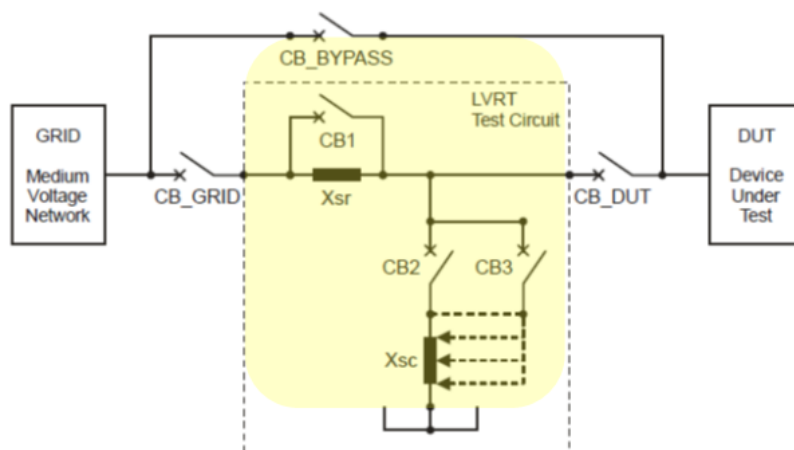 CB_BYPASS
LVRT
Test Circuit
GRID
Medium
Voltage
Network
CB_GRID
CB1
Xsr
CB_DUT
DUT
Device
Under
Test
CB2
CB3
Xsc